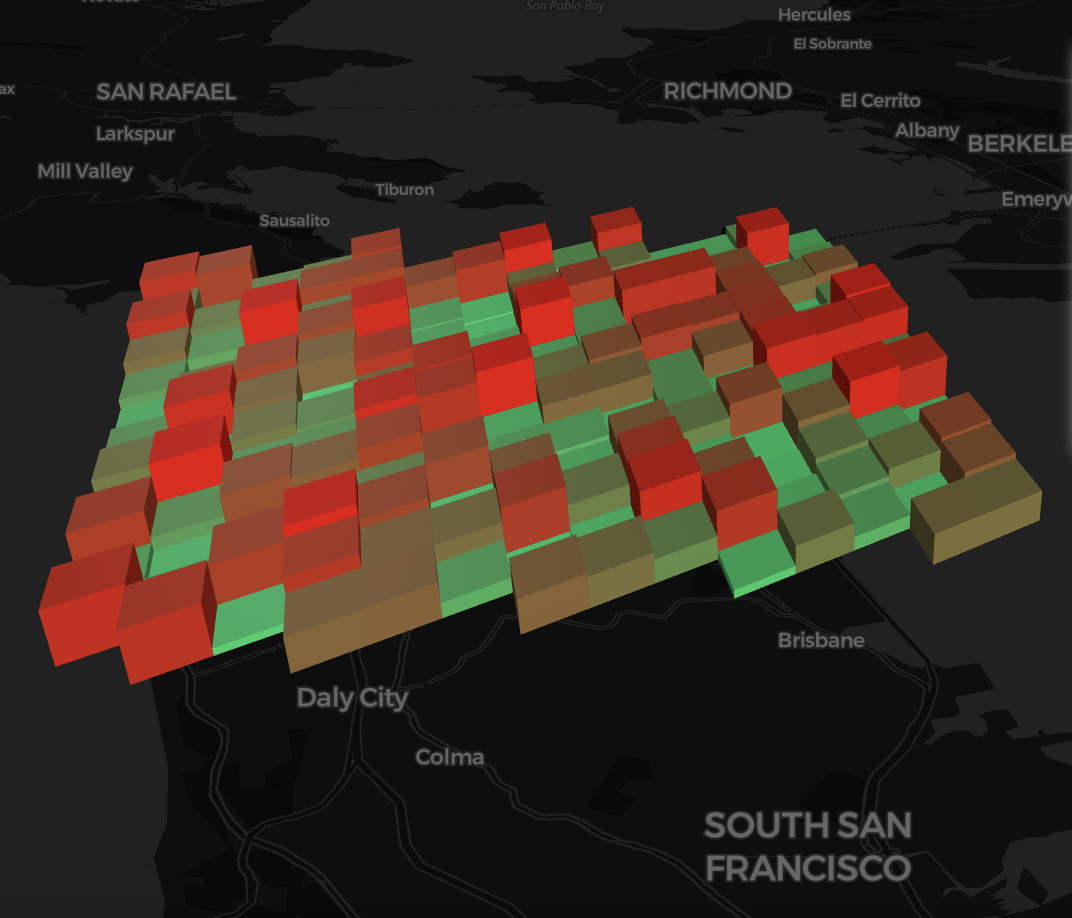 San Pablo Bay
Hercules
El Sobrante
SAN RAFAEL
RICHMOND
El Cerrito
Larkspur
Albany
BERKELE
Mill Valley
Tiburon
Emeryv
Sausalito
Brisbane
Daly City
Colma
SOUTH SAN
FRANCISCO